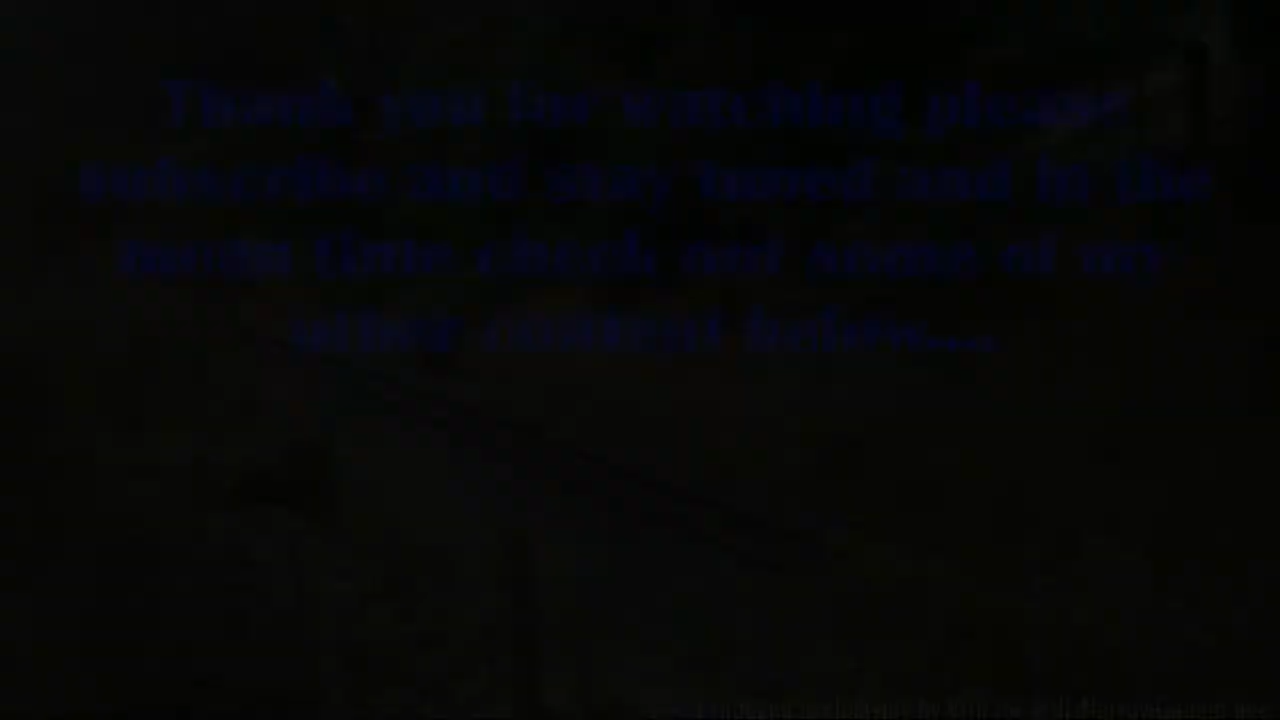 Thank you for watching please
subscribe and stay tuned and in the
mean time check out some of my
other content below....